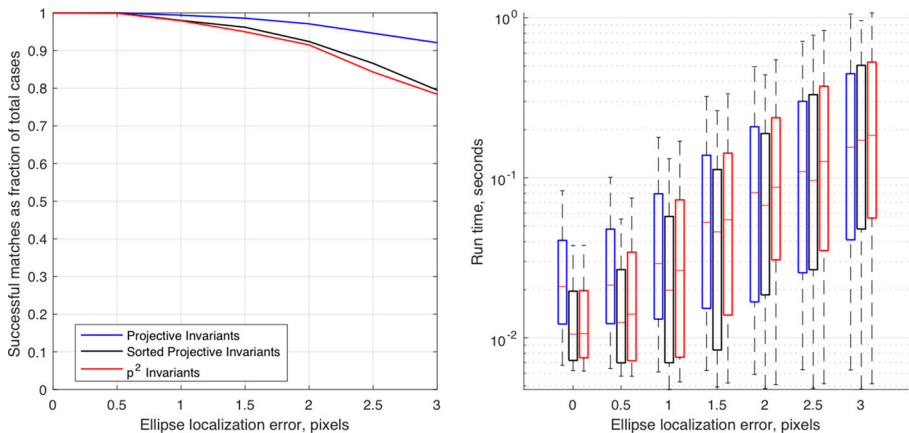 Successful matches as fraction of total cases
1
0.9
0.8
0.7
0.6
0.5
0.4
0.3
0.2
0.1
0
Projective Invariants
Sorted Projective Invariants
p² Invariants
0 0.5 1 1.5 2 2.5 3
Ellipse localization error, pixels
Run time, seconds
10⁰
10⁻¹
10⁻²
0 0.5 1 1.5 2 2.5 3
Ellipse localization error, pixels